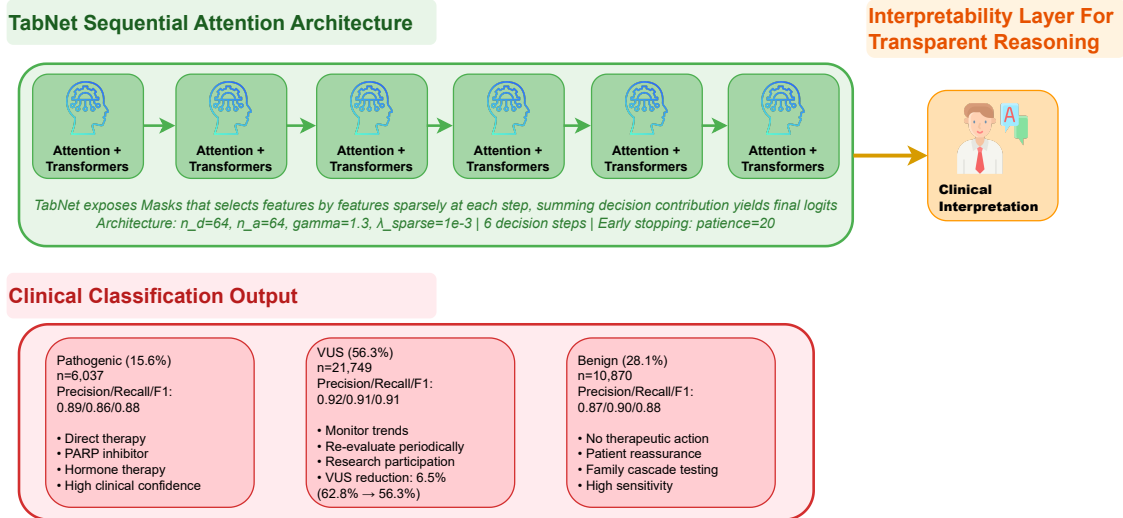 TabNet Sequential Attention Architecture
Interpretability Layer For
Transparent Reasoning
Attention +
Transformers
Attention +
Transformers
Attention +
Transformers
Attention +
Transformers
Attention +
Transformers
Attention +
Transformers
TabNet exposes Masks that selects features by features sparsely at each step, summing decision contribution yields final logits
Architecture: n_d=64, n_a=64, gamma=1.3, λ_sparse=1e-3 | 6 decision steps | Early stopping: patience=20
A
Clinical
Interpretation
Clinical Classification Output
Pathogenic (15.6%)
n=6,037
Precision/Recall/F1:
0.89/0.86/0.88
• Direct therapy
• PARP inhibitor
• Hormone therapy
• High clinical confidence
VUS (56.3%)
n=21,749
Precision/Recall/F1:
0.92/0.91/0.91
• Monitor trends
• Re-evaluate periodically
• Research participation
• VUS reduction: 6.5%
(62.8% → 56.3%)
Benign (28.1%)
n=10,870
Precision/Recall/F1:
0.87/0.90/0.88
• No therapeutic action
• Patient reassurance
• Family cascade testing
• High sensitivity